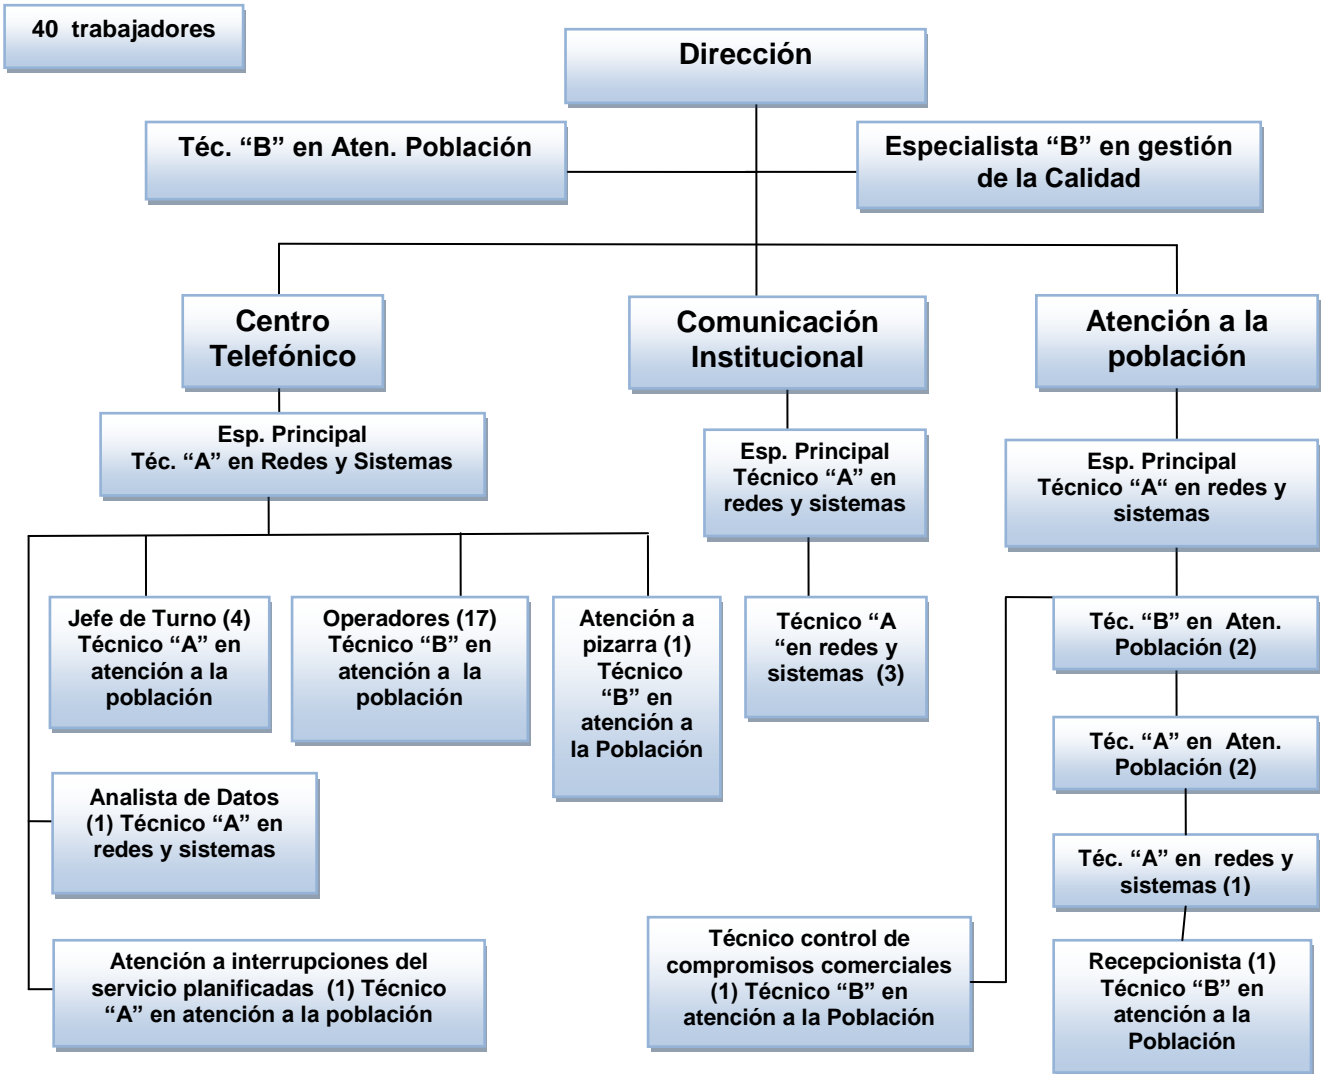 40 trabajadores
Dirección
Téc. “B” en Aten. Población
Especialista “B” en gestión
de la Calidad
Centro
Telefónico
Comunicación
Institucional
Atención a la
población
Esp. Principal
Téc. “A” en Redes y Sistemas
Esp. Principal
Técnico “A” en
redes y sistemas
Esp. Principal
Técnico “A“ en redes y
sistemas
Jefe de Turno (4)
Técnico “A” en
atención a la
población
Operadores (17)
Técnico “B” en
atención a la
población
Atención a
pizarra (1)
Técnico
“B” en
atención a
la Población
Técnico “A
“en redes y
sistemas (3)
Téc. “B” en Aten.
Población (2)
Téc. “A” en Aten.
Población (2)
Analista de Datos
(1) Técnico “A” en
redes y sistemas
Téc. “A” en redes y
sistemas (1)
Atención a interrupciones del
servicio planificadas (1) Técnico
“A” en atención a la población
Técnico control de
compromisos comerciales
(1) Técnico “B” en
atención a la Población
Recepcionista (1)
Técnico “B” en
atención a la
Población